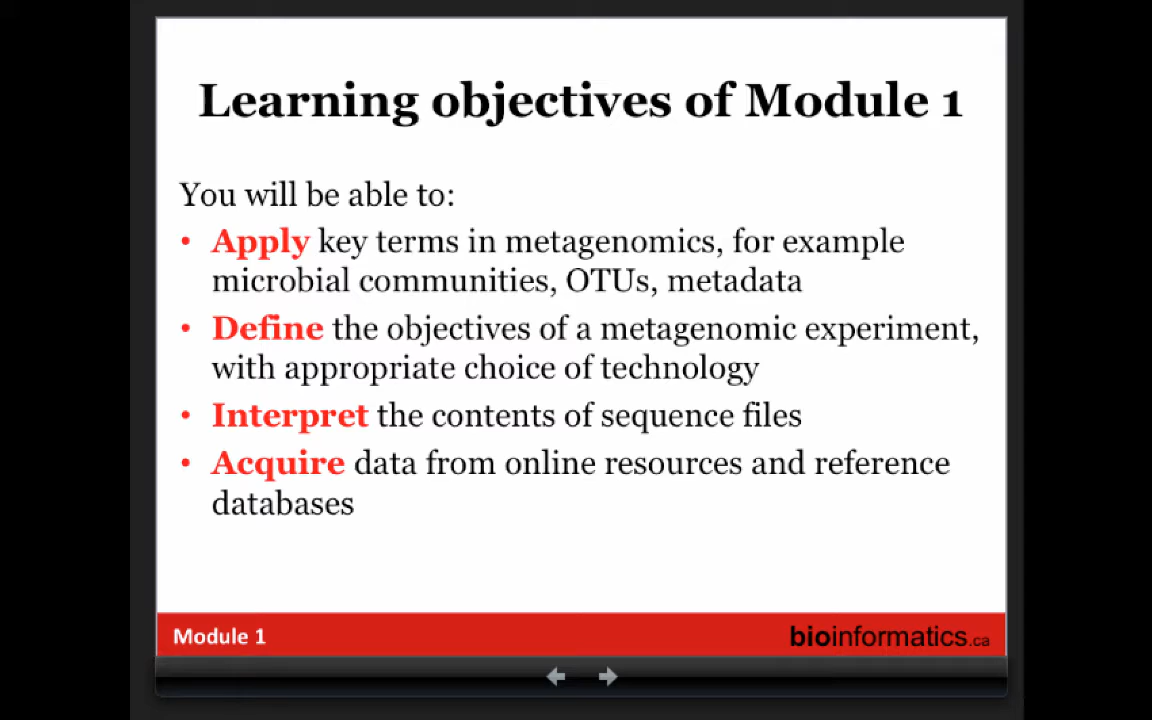 Learning objectives of Module 1
You will be able to:
• Apply key terms in metagenomics, for example
microbial communities, OTUs, metadata
• Define the objectives of a metagenomic experiment,
with appropriate choice of technology
• Interpret the contents of sequence files
• Acquire data from online resources and reference
databases
Module 1
bioinformatics.ca